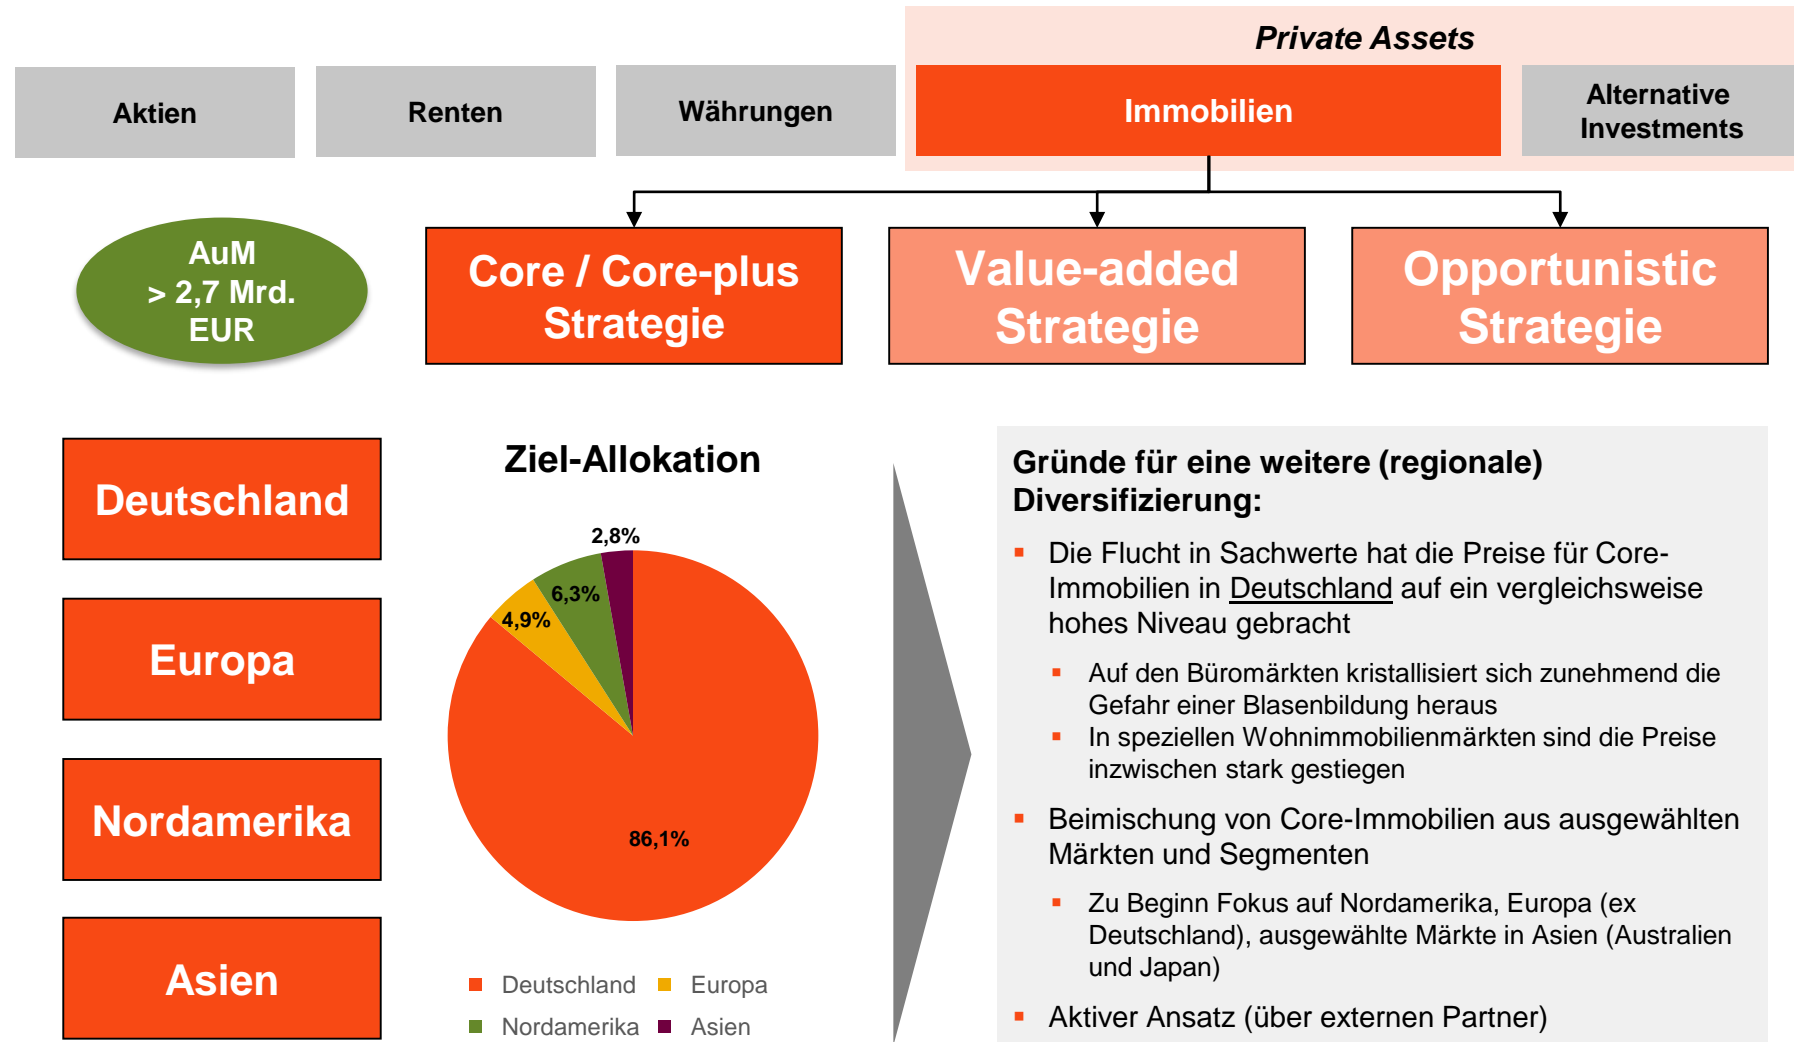 Private Assets
Aktien
Renten
Währungen
Immobilien
Alternative
Investments
AuM
> 2,7 Mrd.
EUR
Core / Core-plus
Strategie
Value-added
Strategie
Opportunistic
Strategie
Deutschland
Europa
Nordamerika
Asien
Ziel-Allokation
2,8%
6,3%
4,9%
86,1%
Deutschland
Europa
Nordamerika
Asien
Gründe für eine weitere (regionale)
Diversifizierung:
Die Flucht in Sachwerte hat die Preise für Core-
Immobilien in Deutschland auf ein vergleichsweise
hohes Niveau gebracht
Auf den Büromärkten kristallisiert sich zunehmend die
Gefahr einer Blasenbildung heraus
In speziellen Wohnimmobilienmärkten sind die Preise
inzwischen stark gestiegen
Beimischung von Core-Immobilien aus ausgewählten
Märkten und Segmenten
Zu Beginn Fokus auf Nordamerika, Europa (ex
Deutschland), ausgewählte Märkte in Asien (Australien
und Japan)
Aktiver Ansatz (über externen Partner)